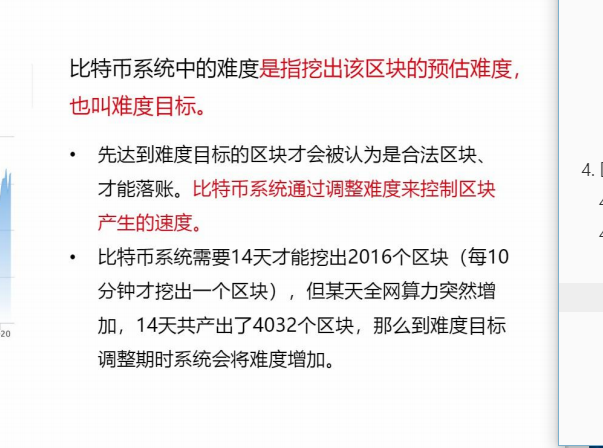 比特币系统中的难度是指挖出该区块的预估难度，
也叫难度目标。
• 先达到难度目标的区块才会被认为是合法区块、
才能落账。比特币系统通过调整难度来控制区块
产生的速度。
• 比特币系统需要14天才能挖出2016个区块（每10
分钟才挖出一个区块），但某天全网算力突然增
加，14天共产出了4032个区块，那么到难度目标
调整期时系统会将难度增加。
20
4.
4
4